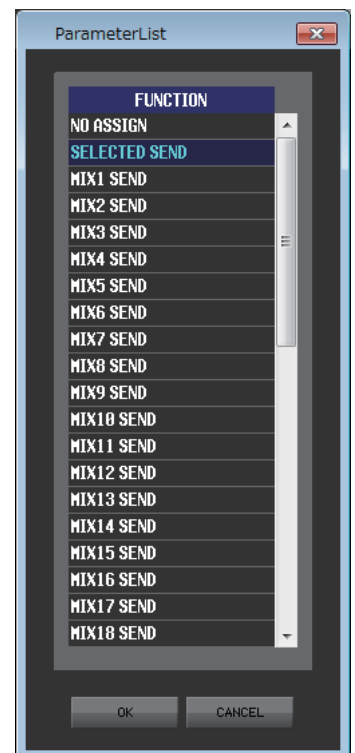 ParameterList
FUNCTION
NO ASSIGN
SELECTED SEND
MIX1 SEND
MIX2 SEND
MIX3 SEND
MIX4 SEND
MIX5 SEND
MIX6 SEND
MIX7 SEND
MIX8 SEND
MIX9 SEND
MIX10 SEND
MIX11 SEND
MIX12 SEND
MIX13 SEND
MIX14 SEND
MIX15 SEND
MIX16 SEND
MIX17 SEND
MIX18 SEND
OK CANCEL